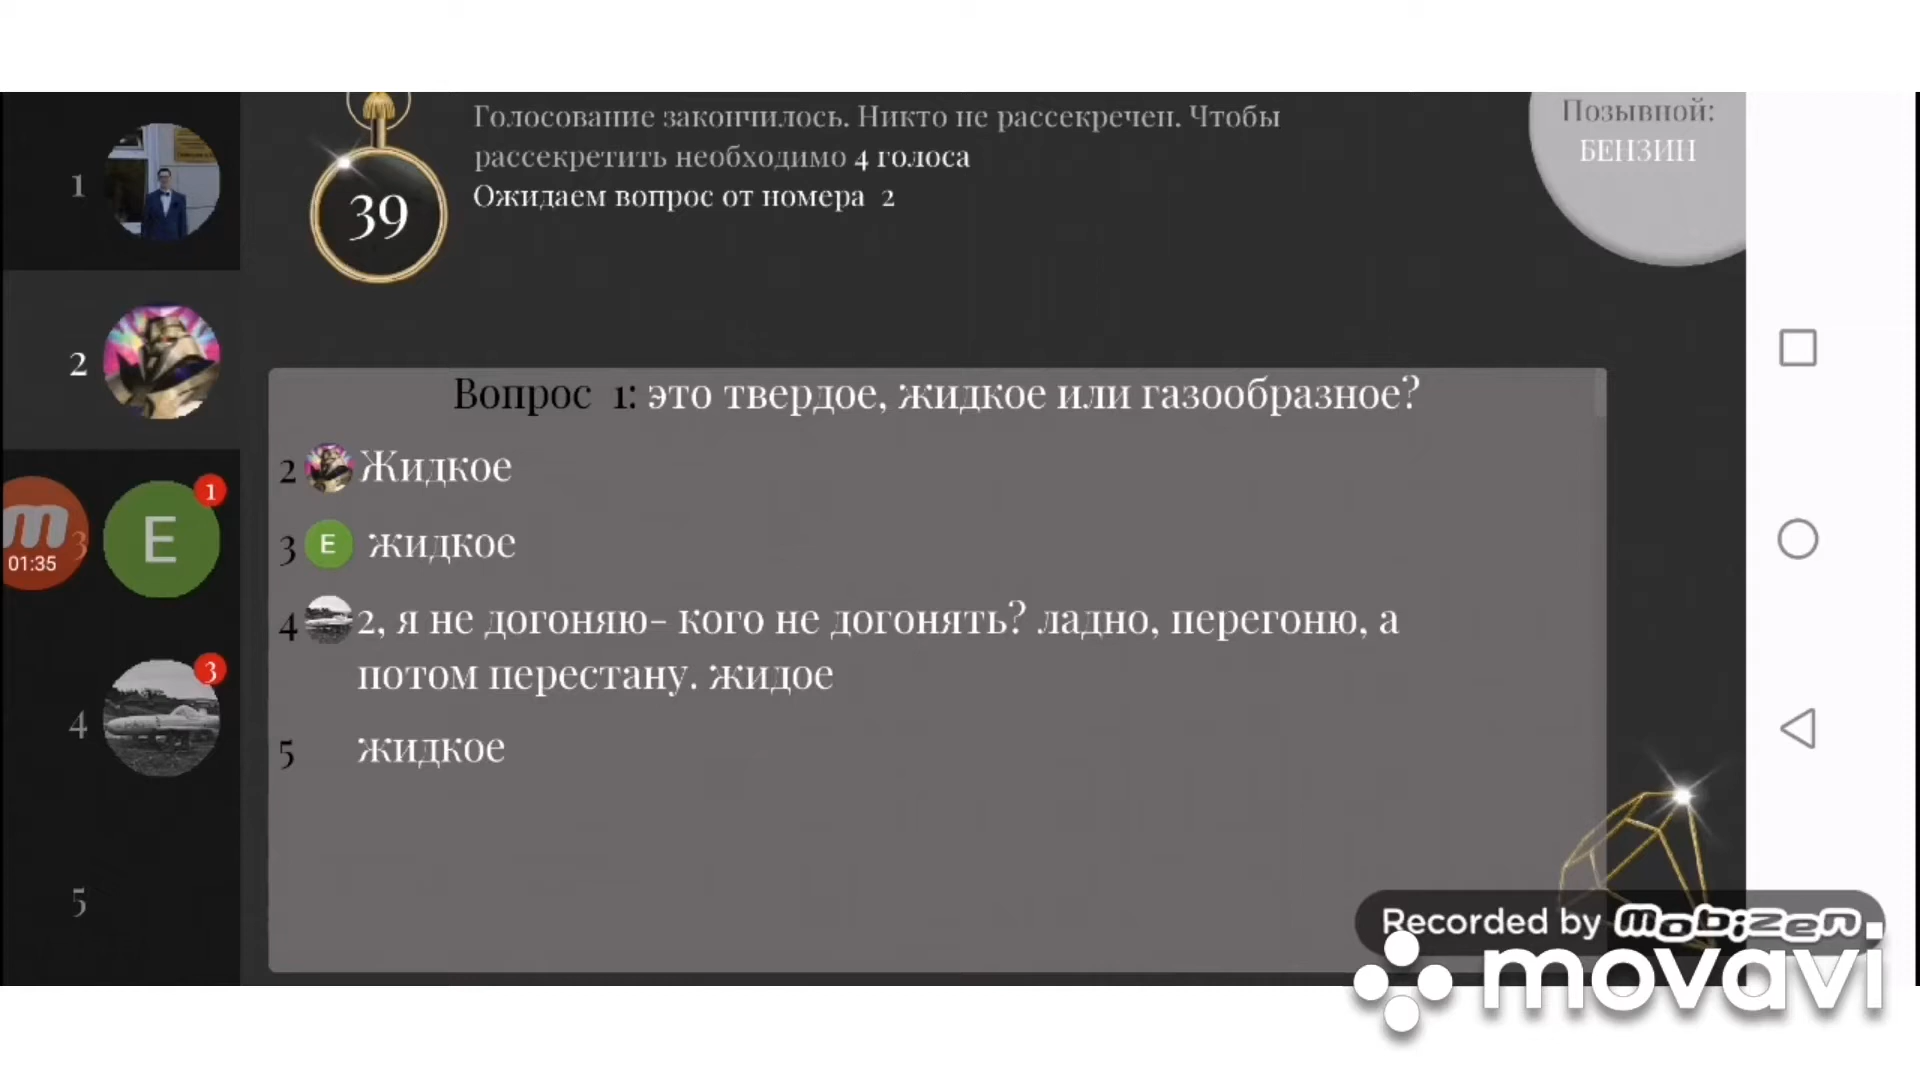 Голосование закончилось. Никто не рассекречен. Чтобы
рассекретить необходимо 4 голоса
Ожидаем вопрос от номера 2
39
Позывной:
БЕНЗИН
1
2
3
E
1
m
01:35
4
3
5
Вопрос 1: это твердое, жидкое или газообразное?
2 Жидкое
3 E жидкое
4 2, я не догоняю- кого не догонять? ладно, перегоню, а
потом перестану. жидое
5 жидкое
Recorded by mobizen
movavi